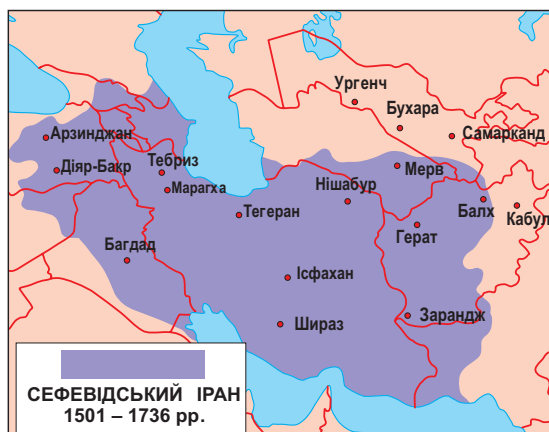 Ургенч
Бухара
Самарканд
Арзинджан
Діяр-Бакр
Тебриз
Марагха
Мерв
Нішабур
Тегеран
Балх
Кабул
Герат
Багдад
Ісфахан
Шираз
Зарандж
СЕФЕВІДСЬКИЙ ІРАН
1501 – 1736 рр.